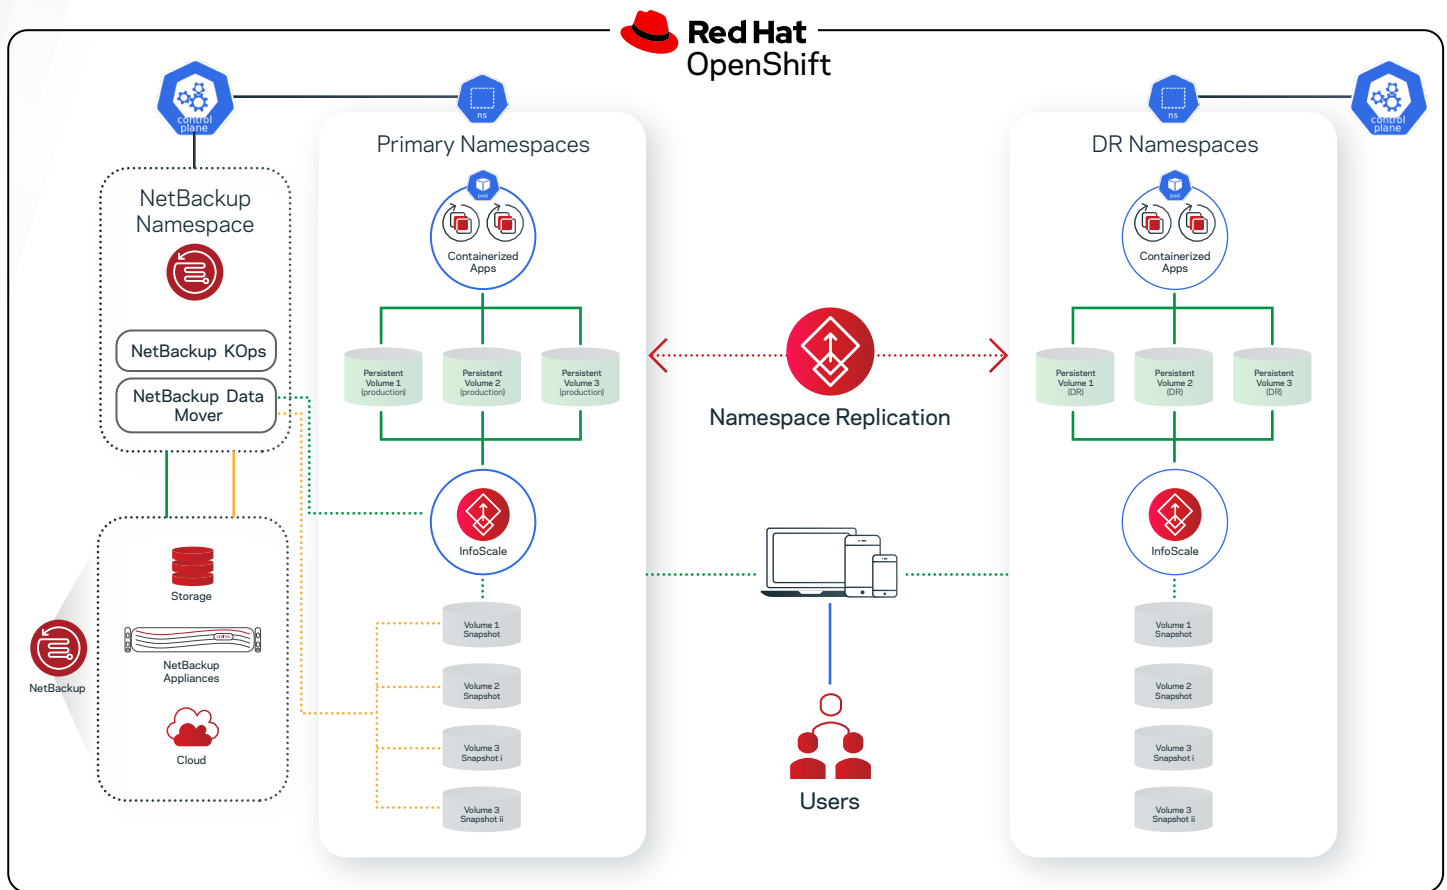 Red Hat
OpenShift
control
plane
ns
ns
control
plane
NetBackup
Namespace
NetBackup KOps
NetBackup Data
Mover
Storage
NetBackup
Appliances
Cloud
NetBackup
Primary Namespaces
pod
Containerized
Apps
Persistent
Volume 1
(production)
Persistent
Volume 2
(production)
Persistent
Volume 3
(production)
InfoScale
Volume 1
Snapshot
Volume 2
Snapshot
Volume 3
Snapshot i
Volume 3
Snapshot ii
Namespace Replication
Users
DR Namespaces
pod
Containerized
Apps
Persistent
Volume 1
(DR)
Persistent
Volume 2
(DR)
Persistent
Volume 3
(DR)
InfoScale
Volume 1
Snapshot
Volume 2
Snapshot
Volume 3
Snapshot i
Volume 3
Snapshot ii